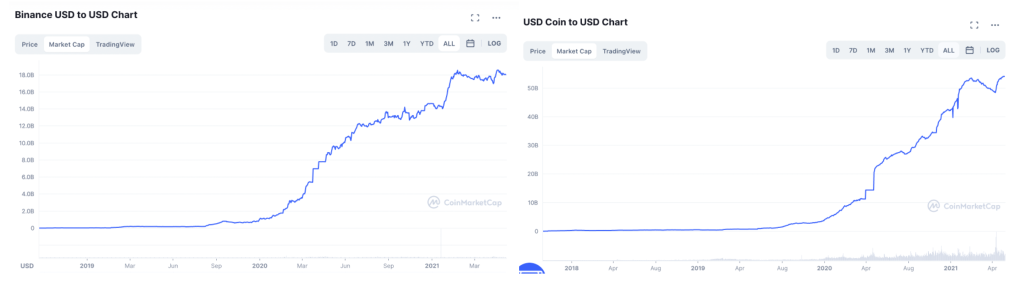 Binance USD to USD Chart
Price Market Cap TradingView
1D 7D 1M 3M 1Y YTD ALL LOG
18.0B
16.0B
14.0B
12.0B
10.0B
8.0B
6.0B
4.0B
2.0B
0
CoinMarketCap
USD 2019 Mar Jun Sep 2020 Mar Jun Sep 2021 Mar
USD Coin to USD Chart
Price Market Cap TradingView
1D 7D 1M 3M 1Y YTD ALL LOG
50B
40B
30B
20B
10B
0
CoinMarketCap
2018 Apr Aug 2019 Apr Aug 2020 Apr Aug 2021 Apr